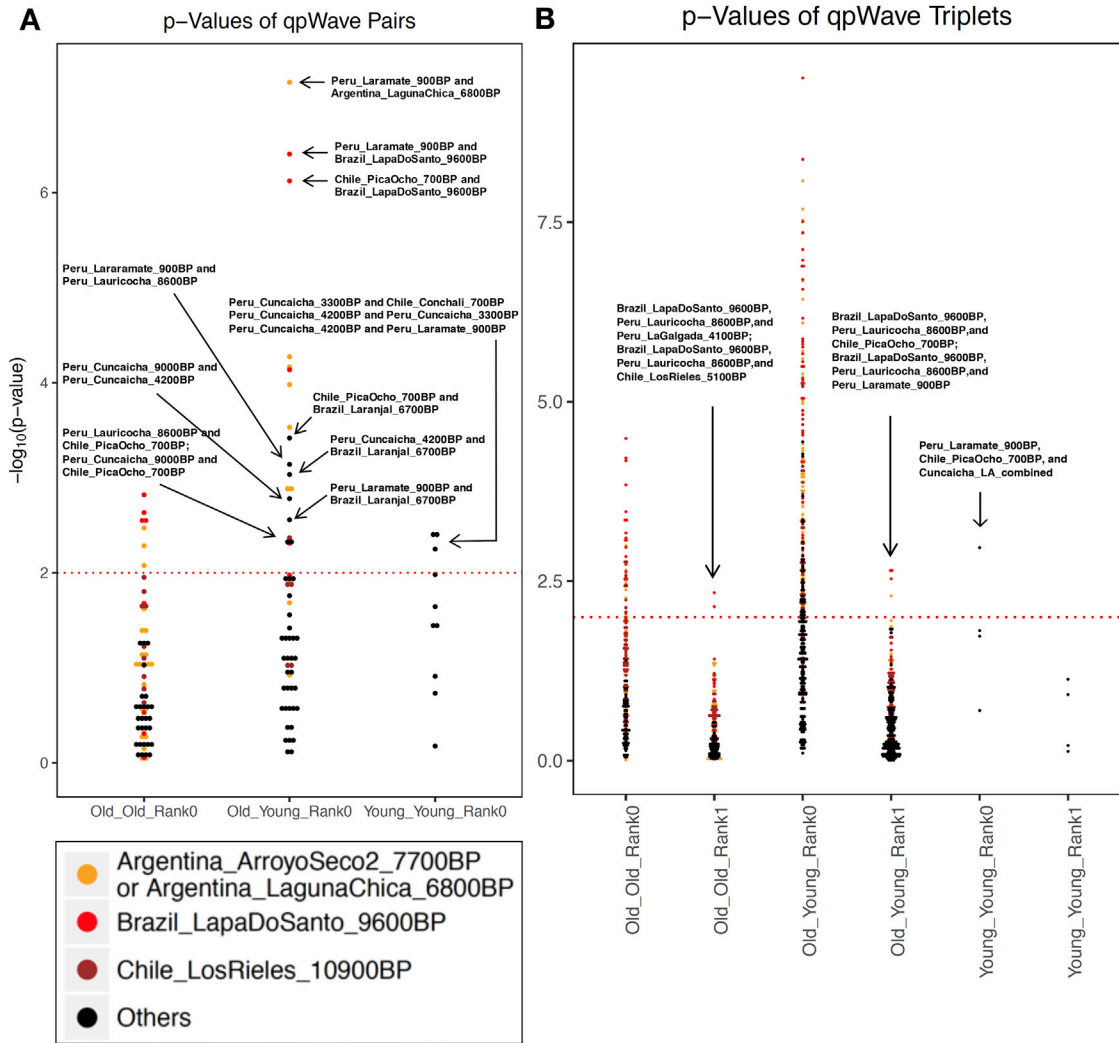 A
p−Values of qpWave Pairs
Peru_Laramate_900BP and
Argentina_LagunaChica_6800BP
Peru_Laramate_900BP and
Brazil_LapaDoSanto_9600BP
Chile_PicaOcho_700BP and
Brazil_LapaDoSanto_9600BP
Peru_Lararamate_900BP and
Peru_Lauricocha_8600BP
Peru_Cuncaicha_3300BP and Chile_Conchali_700BP
Peru_Cuncaicha_4200BP and Peru_Cuncaicha_3300BP
Peru_Cuncaicha_4200BP and Peru_Laramate_900BP
Peru_Cuncaicha_9000BP and
Peru_Cuncaicha_4200BP
Chile_PicaOcho_700BP and
Brazil_Laranjal_6700BP
Peru_Lauricocha_8600BP and
Chile_PicaOcho_700BP;
Peru_Cuncaicha_9000BP and
Chile_PicaOcho_700BP
Peru_Cuncaicha_4200BP and
Brazil_Laranjal_6700BP
Peru_Laramate_900BP and
Brazil_Laranjal_6700BP
−log10(p−value)
6
4
2
0
Old_Old_Rank0
Old_Young_Rank0
Young_Young_Rank0
Argentina_ArroyoSeco2_7700BP
or Argentina_LagunaChica_6800BP
Brazil_LapaDoSanto_9600BP
Chile_LosRieles_10900BP
Others
B
p−Values of qpWave Triplets
7.5
5.0
2.5
0.0
Brazil_LapaDoSanto_9600BP,
Peru_Lauricocha_8600BP,and
Peru_LaGalgada_4100BP;
Brazil_LapaDoSanto_9600BP,
Peru_Lauricocha_8600BP,and
Chile_LosRieles_5100BP
Brazil_LapaDoSanto_9600BP,
Peru_Lauricocha_8600BP,and
Chile_PicaOcho_700BP;
Brazil_LapaDoSanto_9600BP,
Peru_Lauricocha_8600BP,and
Peru_Laramate_900BP
Peru_Laramate_900BP,
Chile_PicaOcho_700BP, and
Cuncaicha_LA_combined
Old_Old_Rank0
Old_Old_Rank1
Old_Young_Rank0
Old_Young_Rank1
Young_Young_Rank0
Young_Young_Rank1